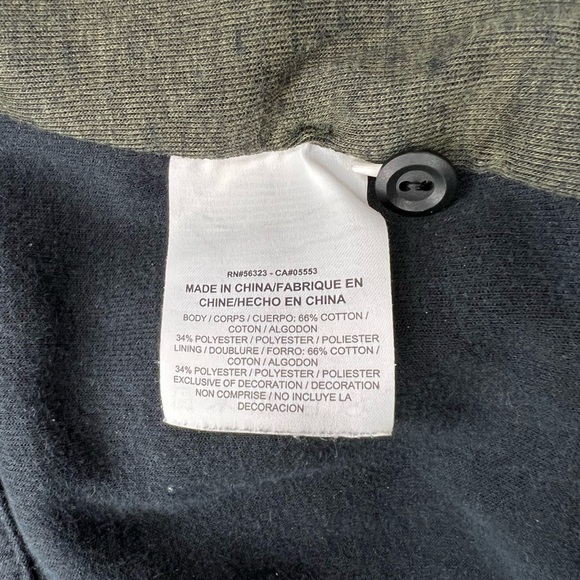 RN#56323 - CA#05553
MADE IN CHINA/FABRIQUE EN
CHINE/HECHO EN CHINA
BODY / CORPS / CUERPO: 66% COTTON /
COTON / ALGODON
34% POLYESTER / POLYESTER / POLIESTER
LINING / DOUBLURE / FORRO: 66% COTTON /
COTON / ALGODON
34% POLYESTER / POLYESTER / POLIESTER
EXCLUSIVE OF DECORATION / DECORATION
NON COMPRISE / NO INCLUYE LA
DECORACION